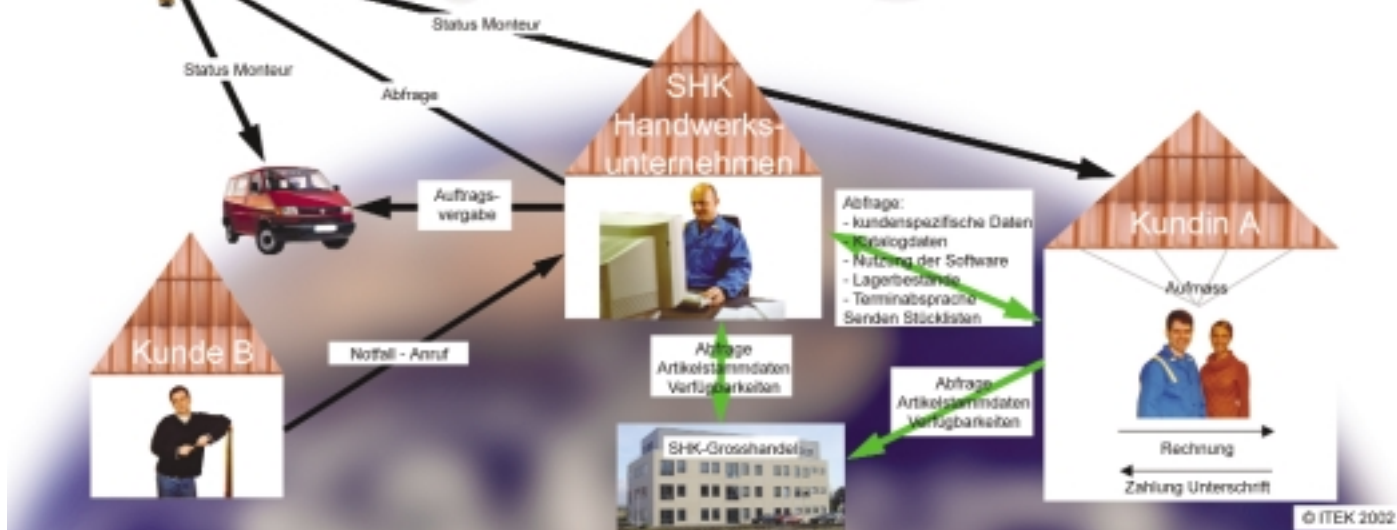 Status Monteur
Status Monteur
Abfrage
SHK
Handwerks-
unternehmen
Auftrags-
vergabe
Abfrage:
- kundenspezifische Daten
- Katalogdaten
- Nutzung der Software
- Lagerbestände
- Terminabsprache
Senden Stücklisten
Kundin A
Aufmass
Kunde B
Notfall - Anruf
Abfrage
Artikelstammdaten
Verfügbarkeiten
Abfrage
Artikelstammdaten
Verfügbarkeiten
SHK-Grosshandel
Rechnung
Zahlung Unterschrift
© ITEK 2002